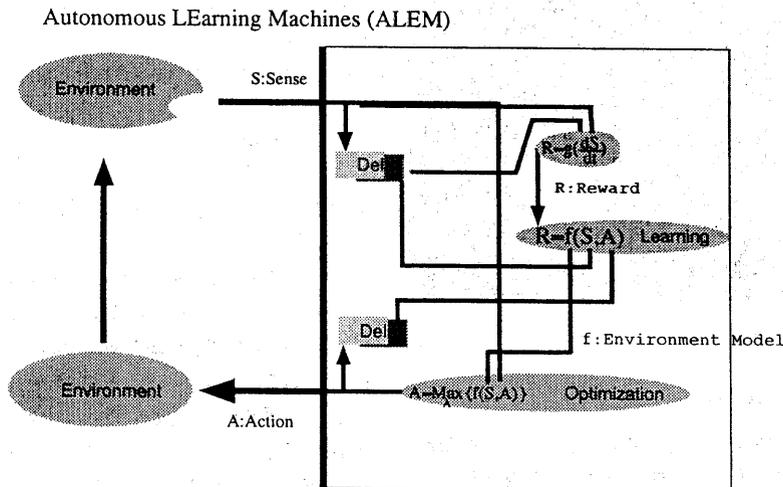 Autonomous LEarning Machines (ALEM)
Environment
S:Sense
R=g(dS/dt)
Del
R:Reward
R=f(S,A) Learning
Del
f:Environment Model
Environment
A=Max{f(S,A)} Optimization
A
A:Action